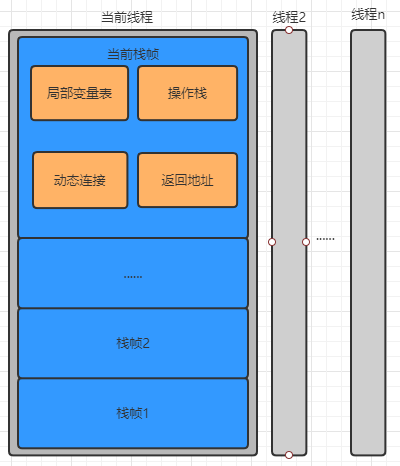 当前线程
线程2
线程n
当前栈帧
局部变量表
操作栈
动态连接
返回地址
......
......
栈帧2
栈帧1